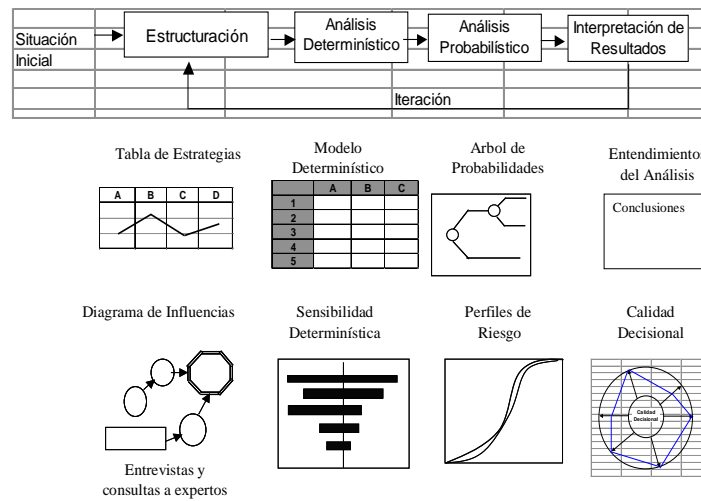 Situación
Inicial
Estructuración
Análisis
Determinístico
Análisis
Probabilístico
Interpretación de
Resultados
Iteración
Tabla de Estrategias
A B C D
Modelo
Determinístico
A B C
1
2
3
4
5
Arbol de
Probabilidades
Entendimientos
del Análisis
Conclusiones
Diagrama de Influencias
Entrevistas y
consultas a expertos
Sensibilidad
Determinística
Perfiles de
Riesgo
Calidad
Decisional
Calidad
Decisional